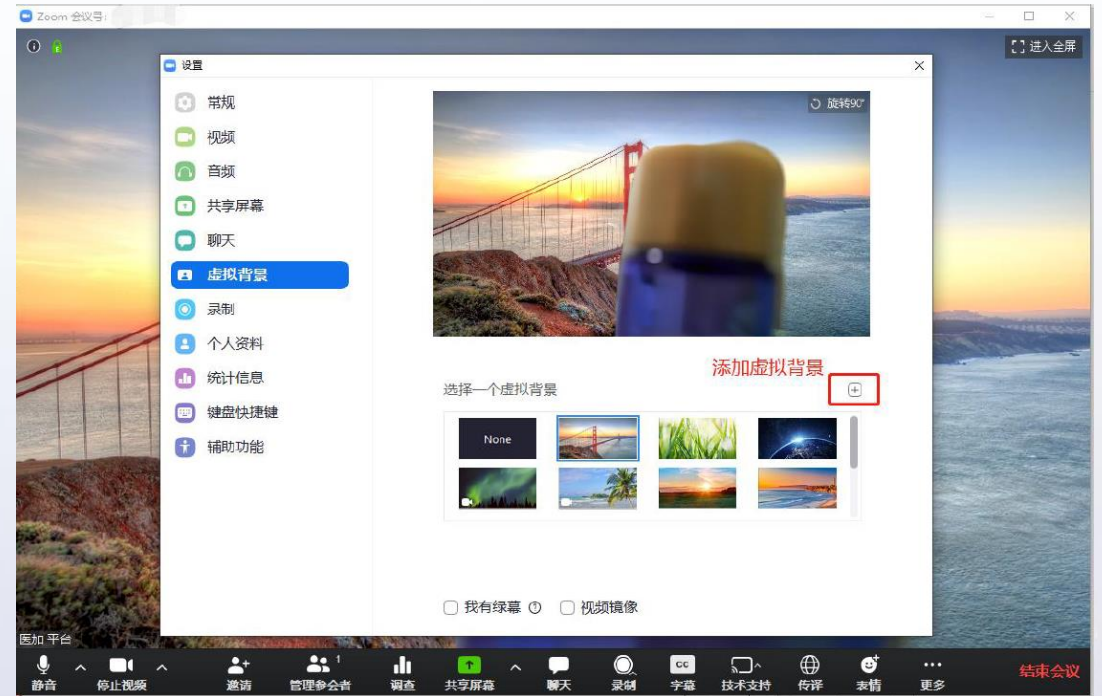 Zoom 会议号:
进入全屏
设置
常规
视频
音频
共享屏幕
聊天
虚拟背景
录制
个人资料
统计信息
键盘快捷键
辅助功能
旋转90°
添加虚拟背景
选择一个虚拟背景
None
我有绿幕
视频镜像
医加 平台
静音
停止视频
邀请
1
管理参会者
调查
共享屏幕
聊天
录制
CC
字幕
技术支持
传译
表情
更多
结束会议